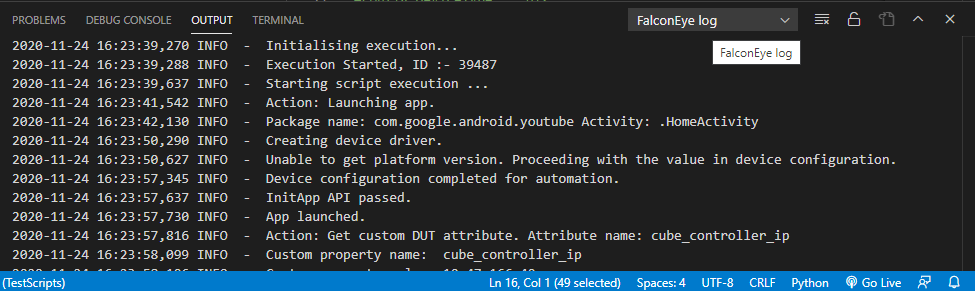 PROBLEMS DEBUG CONSOLE OUTPUT TERMINAL FalconEye log
FalconEye log
2020-11-24 16:23:39,270 INFO - Initialising execution...
2020-11-24 16:23:39,288 INFO - Execution Started, ID :- 39487
2020-11-24 16:23:39,637 INFO - Starting script execution ...
2020-11-24 16:23:41,542 INFO - Action: Launching app.
2020-11-24 16:23:42,130 INFO - Package name: com.google.android.youtube Activity: .HomeActivity
2020-11-24 16:23:50,290 INFO - Creating device driver.
2020-11-24 16:23:50,627 INFO - Unable to get platform version. Proceeding with the value in device configuration.
2020-11-24 16:23:57,345 INFO - Device configuration completed for automation.
2020-11-24 16:23:57,637 INFO - InitApp API passed.
2020-11-24 16:23:57,730 INFO - App launched.
2020-11-24 16:23:57,816 INFO - Action: Get custom DUT attribute. Attribute name: cube_controller_ip
2020-11-24 16:23:58,099 INFO - Custom property name: cube_controller_ip
(TestScripts) Ln 16, Col 1 (49 selected) Spaces: 4 UTF-8 CRLF Python Go Live